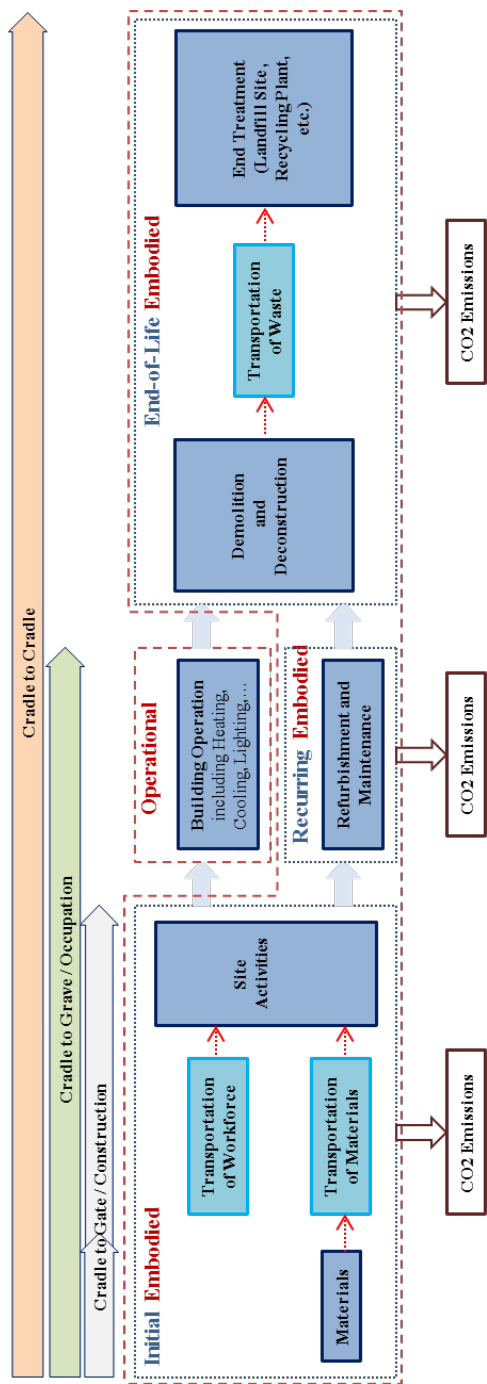 Cradle to Cradle
Cradle to Grave / Occupation
Cradle to Gate / Construction
Initial Embodied
Materials
Transportation
of Workforce
Transportation
of Materials
Site
Activities
Operational
Building Operation
including Heating,
Cooling, Lighting,…
Recurring Embodied
Refurbishment and
Maintenance
End-of-Life Embodied
Demolition
and
Deconstruction
Transportation
of Waste
End Treatment
(Landfill Site,
Recycling Plant,
etc.)
CO2 Emissions
CO2 Emissions
CO2 Emissions